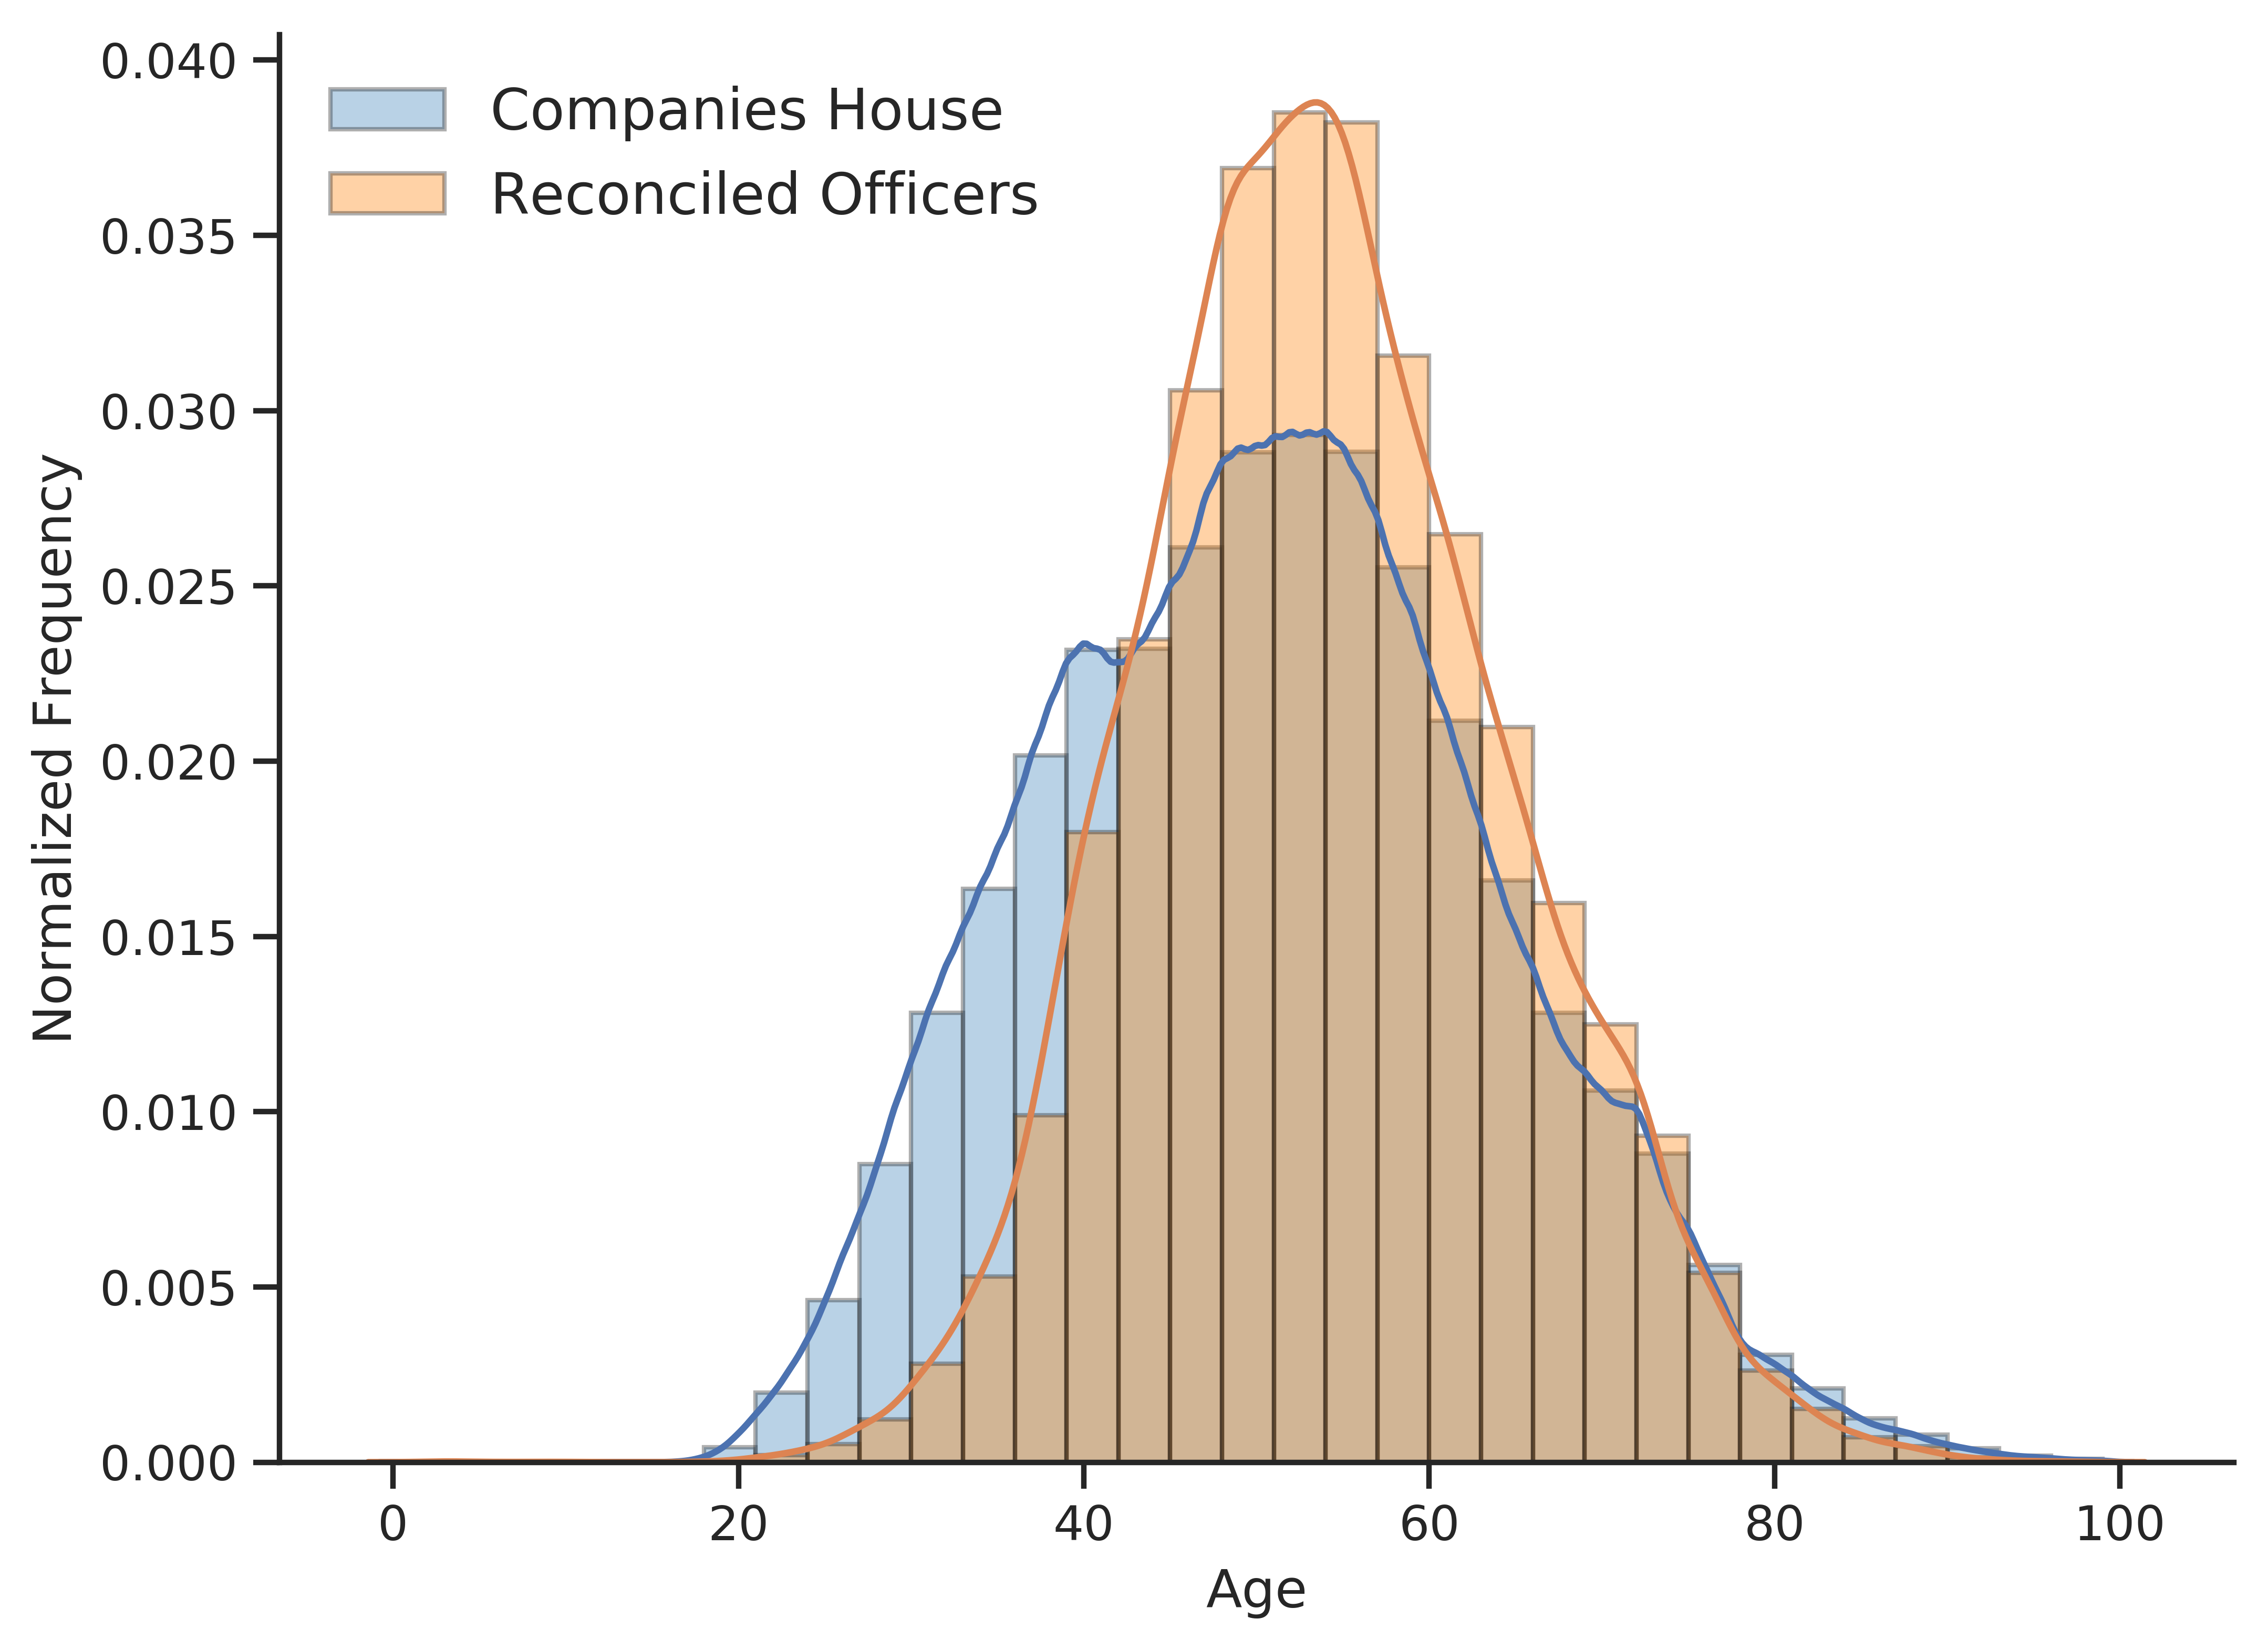 0.040
0.035
0.030
0.025
0.020
0.015
0.010
0.005
0.000
Normalized Frequency
Companies House
Reconciled Officers
0 20 40 60 80 100
Age